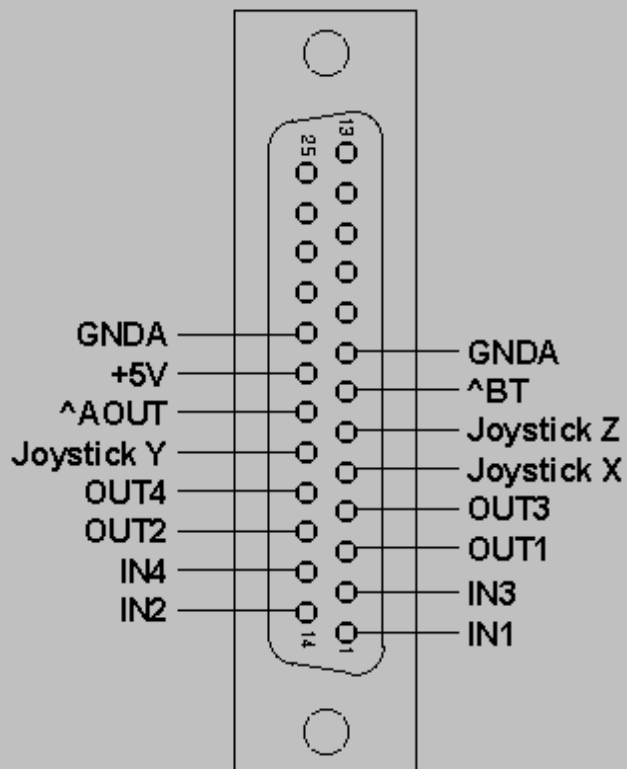 13
25
GNDA
GNDA
+5V
^BT
^AOUT
Joystick Z
Joystick Y
Joystick X
OUT4
OUT3
OUT2
OUT1
IN4
IN3
IN2
IN1
14
1